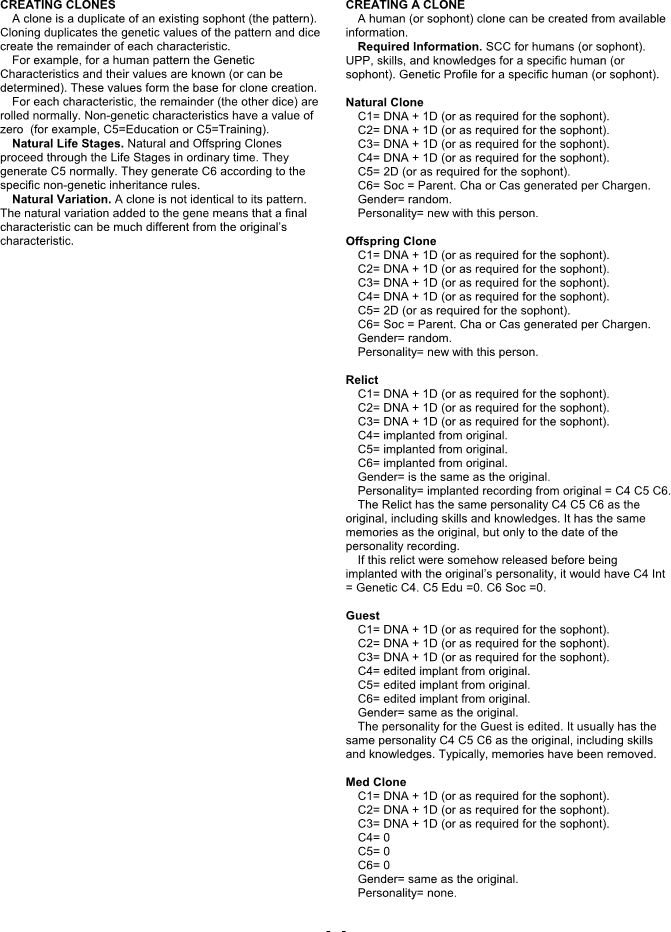 CREATING CLONES
A clone is a duplicate of an existing sophont (the pattern).
Cloning duplicates the genetic values of the pattern and dice
create the remainder of each characteristic.
For example, for a human pattern the Genetic
Characteristics and their values are known (or can be
determined). These values form the base for clone creation.
For each characteristic, the remainder (the other dice) are
rolled normally. Non-genetic characteristics have a value of
zero (for example, C5=Education or C5=Training).
Natural Life Stages. Natural and Offspring Clones
proceed through the Life Stages in ordinary time. They
generate C5 normally. They generate C6 according to the
specific non-genetic inheritance rules.
Natural Variation. A clone is not identical to its pattern.
The natural variation added to the gene means that a final
characteristic can be much different from the original's
characteristic.
CREATING A CLONE
A human (or sophont) clone can be created from available
information.
Required Information. SCC for humans (or sophont).
UPP, skills, and knowledges for a specific human (or
sophont). Genetic Profile for a specific human (or sophont).
Natural Clone
C1= DNA + 1D (or as required for the sophont).
C2= DNA + 1D (or as required for the sophont).
C3= DNA + 1D (or as required for the sophont).
C4= DNA + 1D (or as required for the sophont).
C5= 2D (or as required for the sophont).
C6= Soc = Parent. Cha or Cas generated per Chargen.
Gender= random.
Personality= new with this person.
Offspring Clone
C1= DNA + 1D (or as required for the sophont).
C2= DNA + 1D (or as required for the sophont).
C3= DNA + 1D (or as required for the sophont).
C4= DNA + 1D (or as required for the sophont).
C5= 2D (or as required for the sophont).
C6= Soc = Parent. Cha or Cas generated per Chargen.
Gender= random.
Personality= new with this person.
Relict
C1= DNA + 1D (or as required for the sophont).
C2= DNA + 1D (or as required for the sophont).
C3= DNA + 1D (or as required for the sophont).
C4= implanted from original.
C5= implanted from original.
C6= implanted from original.
Gender= is the same as the original.
Personality= implanted recording from original = C4 C5 C6.
The Relict has the same personality C4 C5 C6 as the
original, including skills and knowledges. It has the same
memories as the original, but only to the date of the
personality recording.
If this relict were somehow released before being
implanted with the original's personality, it would have C4 Int
= Genetic C4. C5 Edu =0. C6 Soc =0.
Guest
C1= DNA + 1D (or as required for the sophont).
C2= DNA + 1D (or as required for the sophont).
C3= DNA + 1D (or as required for the sophont).
C4= edited implant from original.
C5= edited implant from original.
C6= edited implant from original.
Gender= same as the original.
The personality for the Guest is edited. It usually has the
same personality C4 C5 C6 as the original, including skills
and knowledges. Typically, memories have been removed.
Med Clone
C1= DNA + 1D (or as required for the sophont).
C2= DNA + 1D (or as required for the sophont).
C3= DNA + 1D (or as required for the sophont).
C4= 0
C5= 0
C6= 0
Gender= same as the original.
Personality= none.